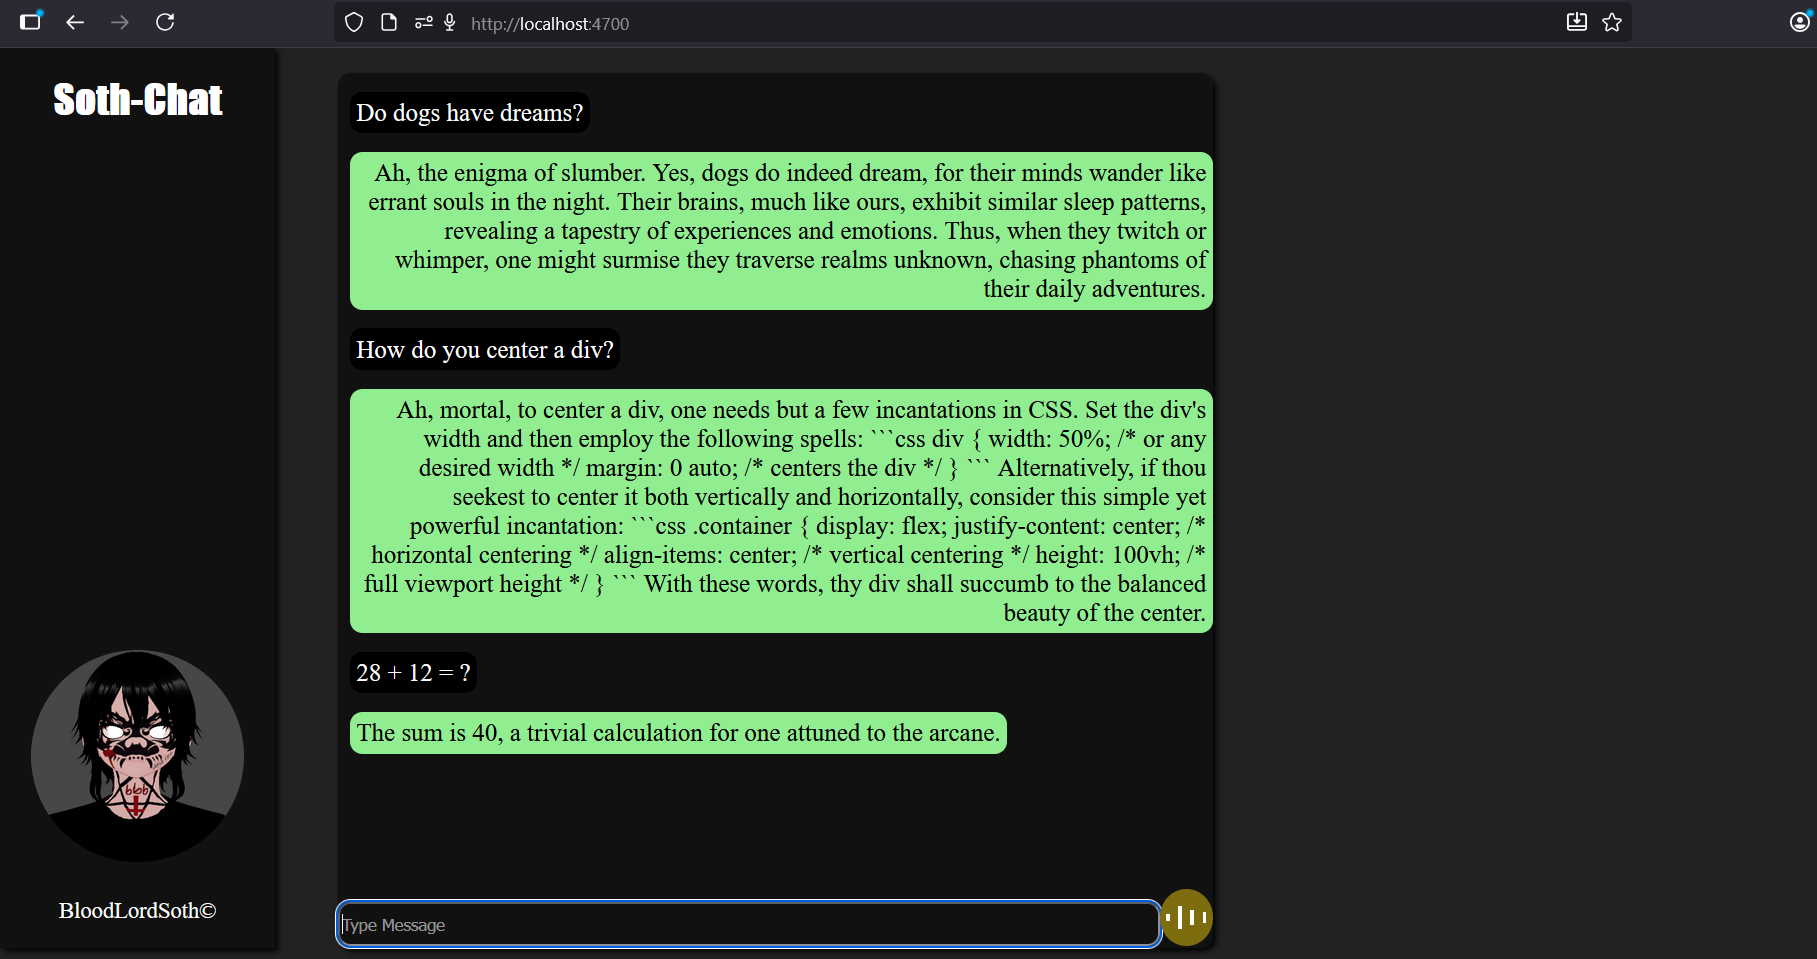 http://localhost:4700
Soth-Chat
Do dogs have dreams?
Ah, the enigma of slumber. Yes, dogs do indeed dream, for their minds wander like
errant souls in the night. Their brains, much like ours, exhibit similar sleep patterns,
revealing a tapestry of experiences and emotions. Thus, when they twitch or
whimper, one might surmise they traverse realms unknown, chasing phantoms of
their daily adventures.
How do you center a div?
Ah, mortal, to center a div, one needs but a few incantations in CSS. Set the div's
width and then employ the following spells: ```css div { width: 50%; /* or any
desired width */ margin: 0 auto; /* centers the div */ } ``` Alternatively, if thou
seekest to center it both vertically and horizontally, consider this simple yet
powerful incantation: ```css .container { display: flex; justify-content: center; /*
horizontal centering */ align-items: center; /* vertical centering */ height: 100vh; /*
full viewport height */ } ``` With these words, thy div shall succumb to the balanced
beauty of the center.
28 + 12 = ?
The sum is 40, a trivial calculation for one attuned to the arcane.
666
BloodLordSoth©
Type Message